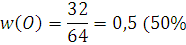 w(O) = 32/64 = 0,5 (50%